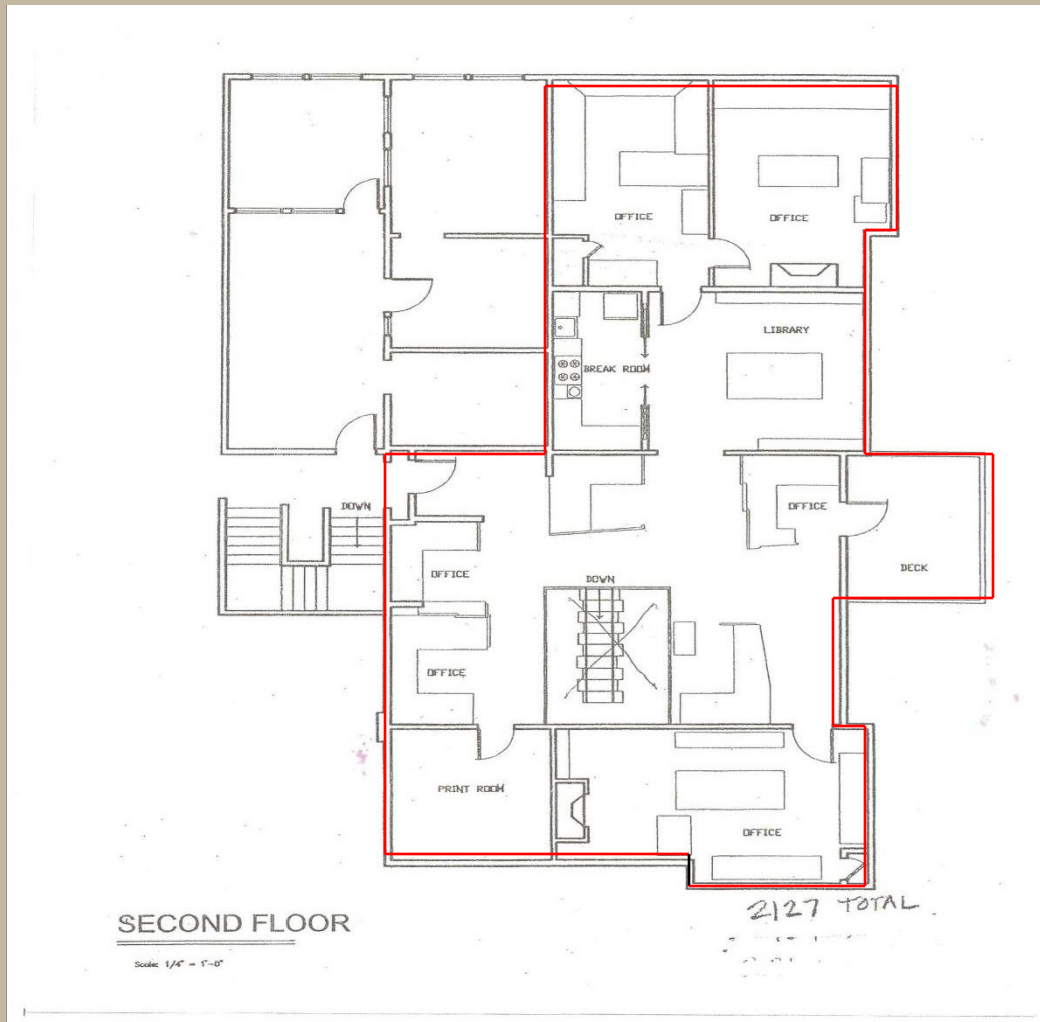 OFFICE
OFFICE
LIBRARY
BREAK ROOM
DOWN
OFFICE
DECK
OFFICE
DOWN
OFFICE
PRINT ROOM
OFFICE
2127 TOTAL
SECOND FLOOR
Scale: 1/4" = 1'-0"